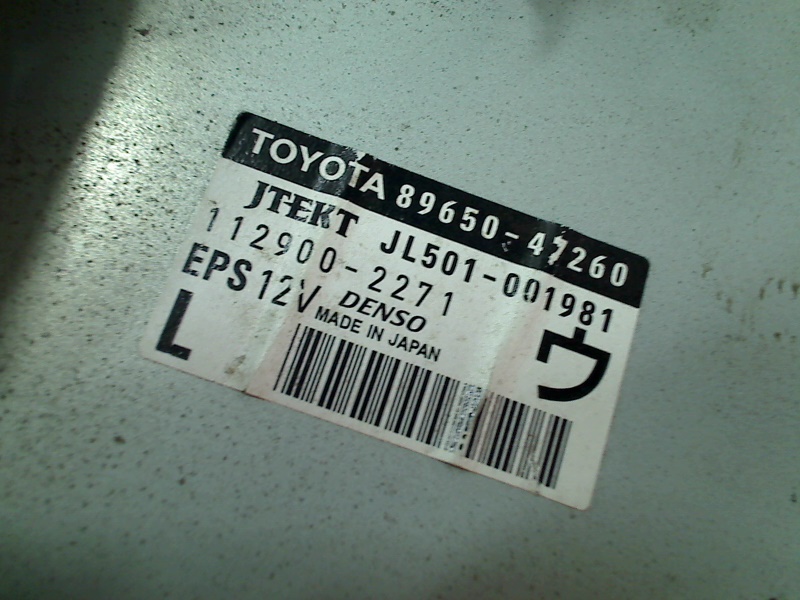 TOYOTA 89650-47260
JTEKT JL501-001981
112900-2271
EPS 12V DENSO
MADE IN JAPAN
L
ウ